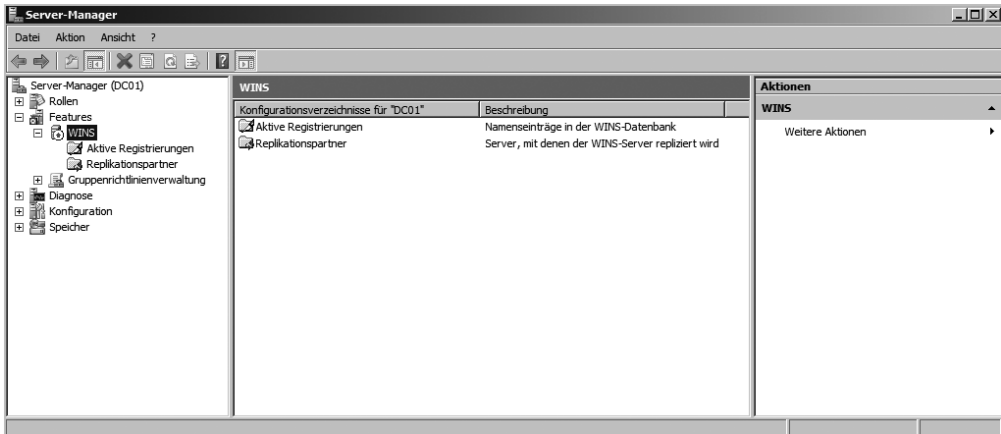 Server-Manager
Datei Aktion Ansicht ?
Server-Manager (DC01)
Rollen
Features
WINS
Aktive Registrierungen
Replikationspartner
Gruppenrichtlinienverwaltung
Diagnose
Konfiguration
Speicher
WINS
Konfigurationsverzeichnisse für "DC01" Beschreibung
Aktive Registrierungen Namenseinträge in der WINS-Datenbank
Replikationspartner Server, mit denen der WINS-Server repliziert wird
Aktionen
WINS
Weitere Aktionen